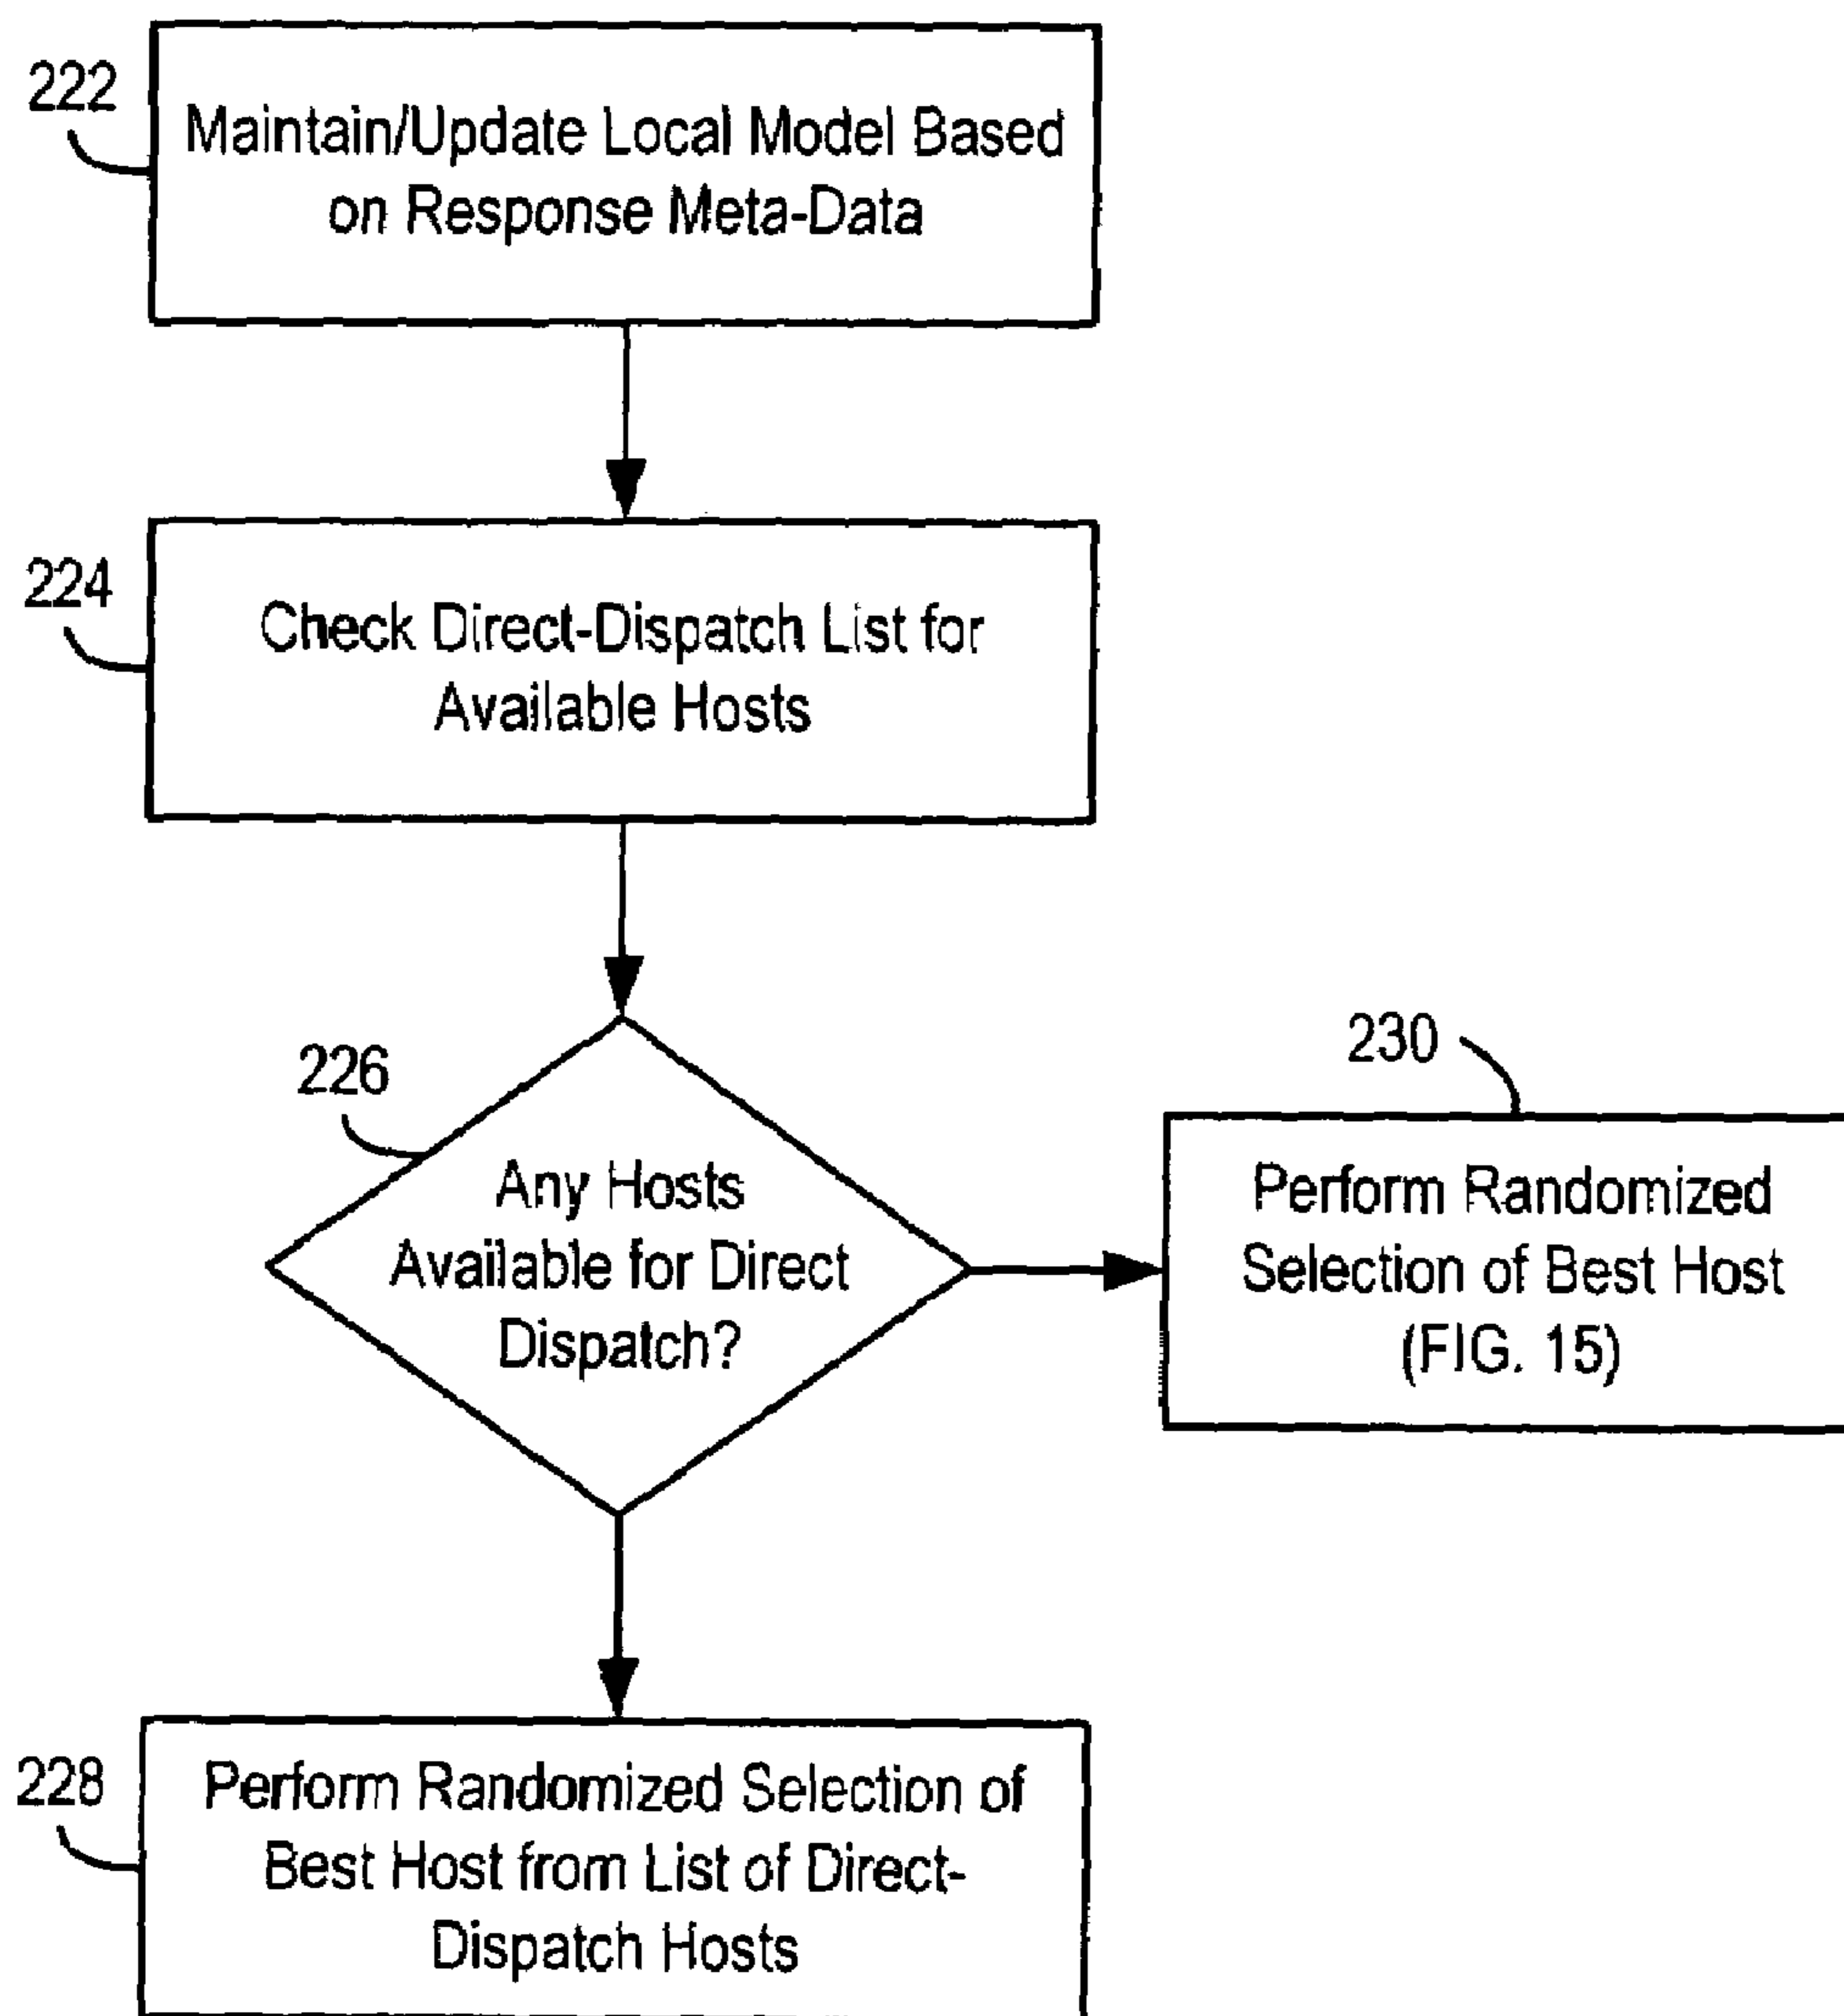 222
Maintain/Update Local Model Based
on Response Meta-Data
224
Check Direct-Dispatch List for
Available Hosts
226
Any Hosts
Available for Direct
Dispatch?
230
Perform Randomized
Selection of Best Host
(FIG. 15)
228
Perform Randomized Selection of
Best Host from List of Direct-
Dispatch Hosts